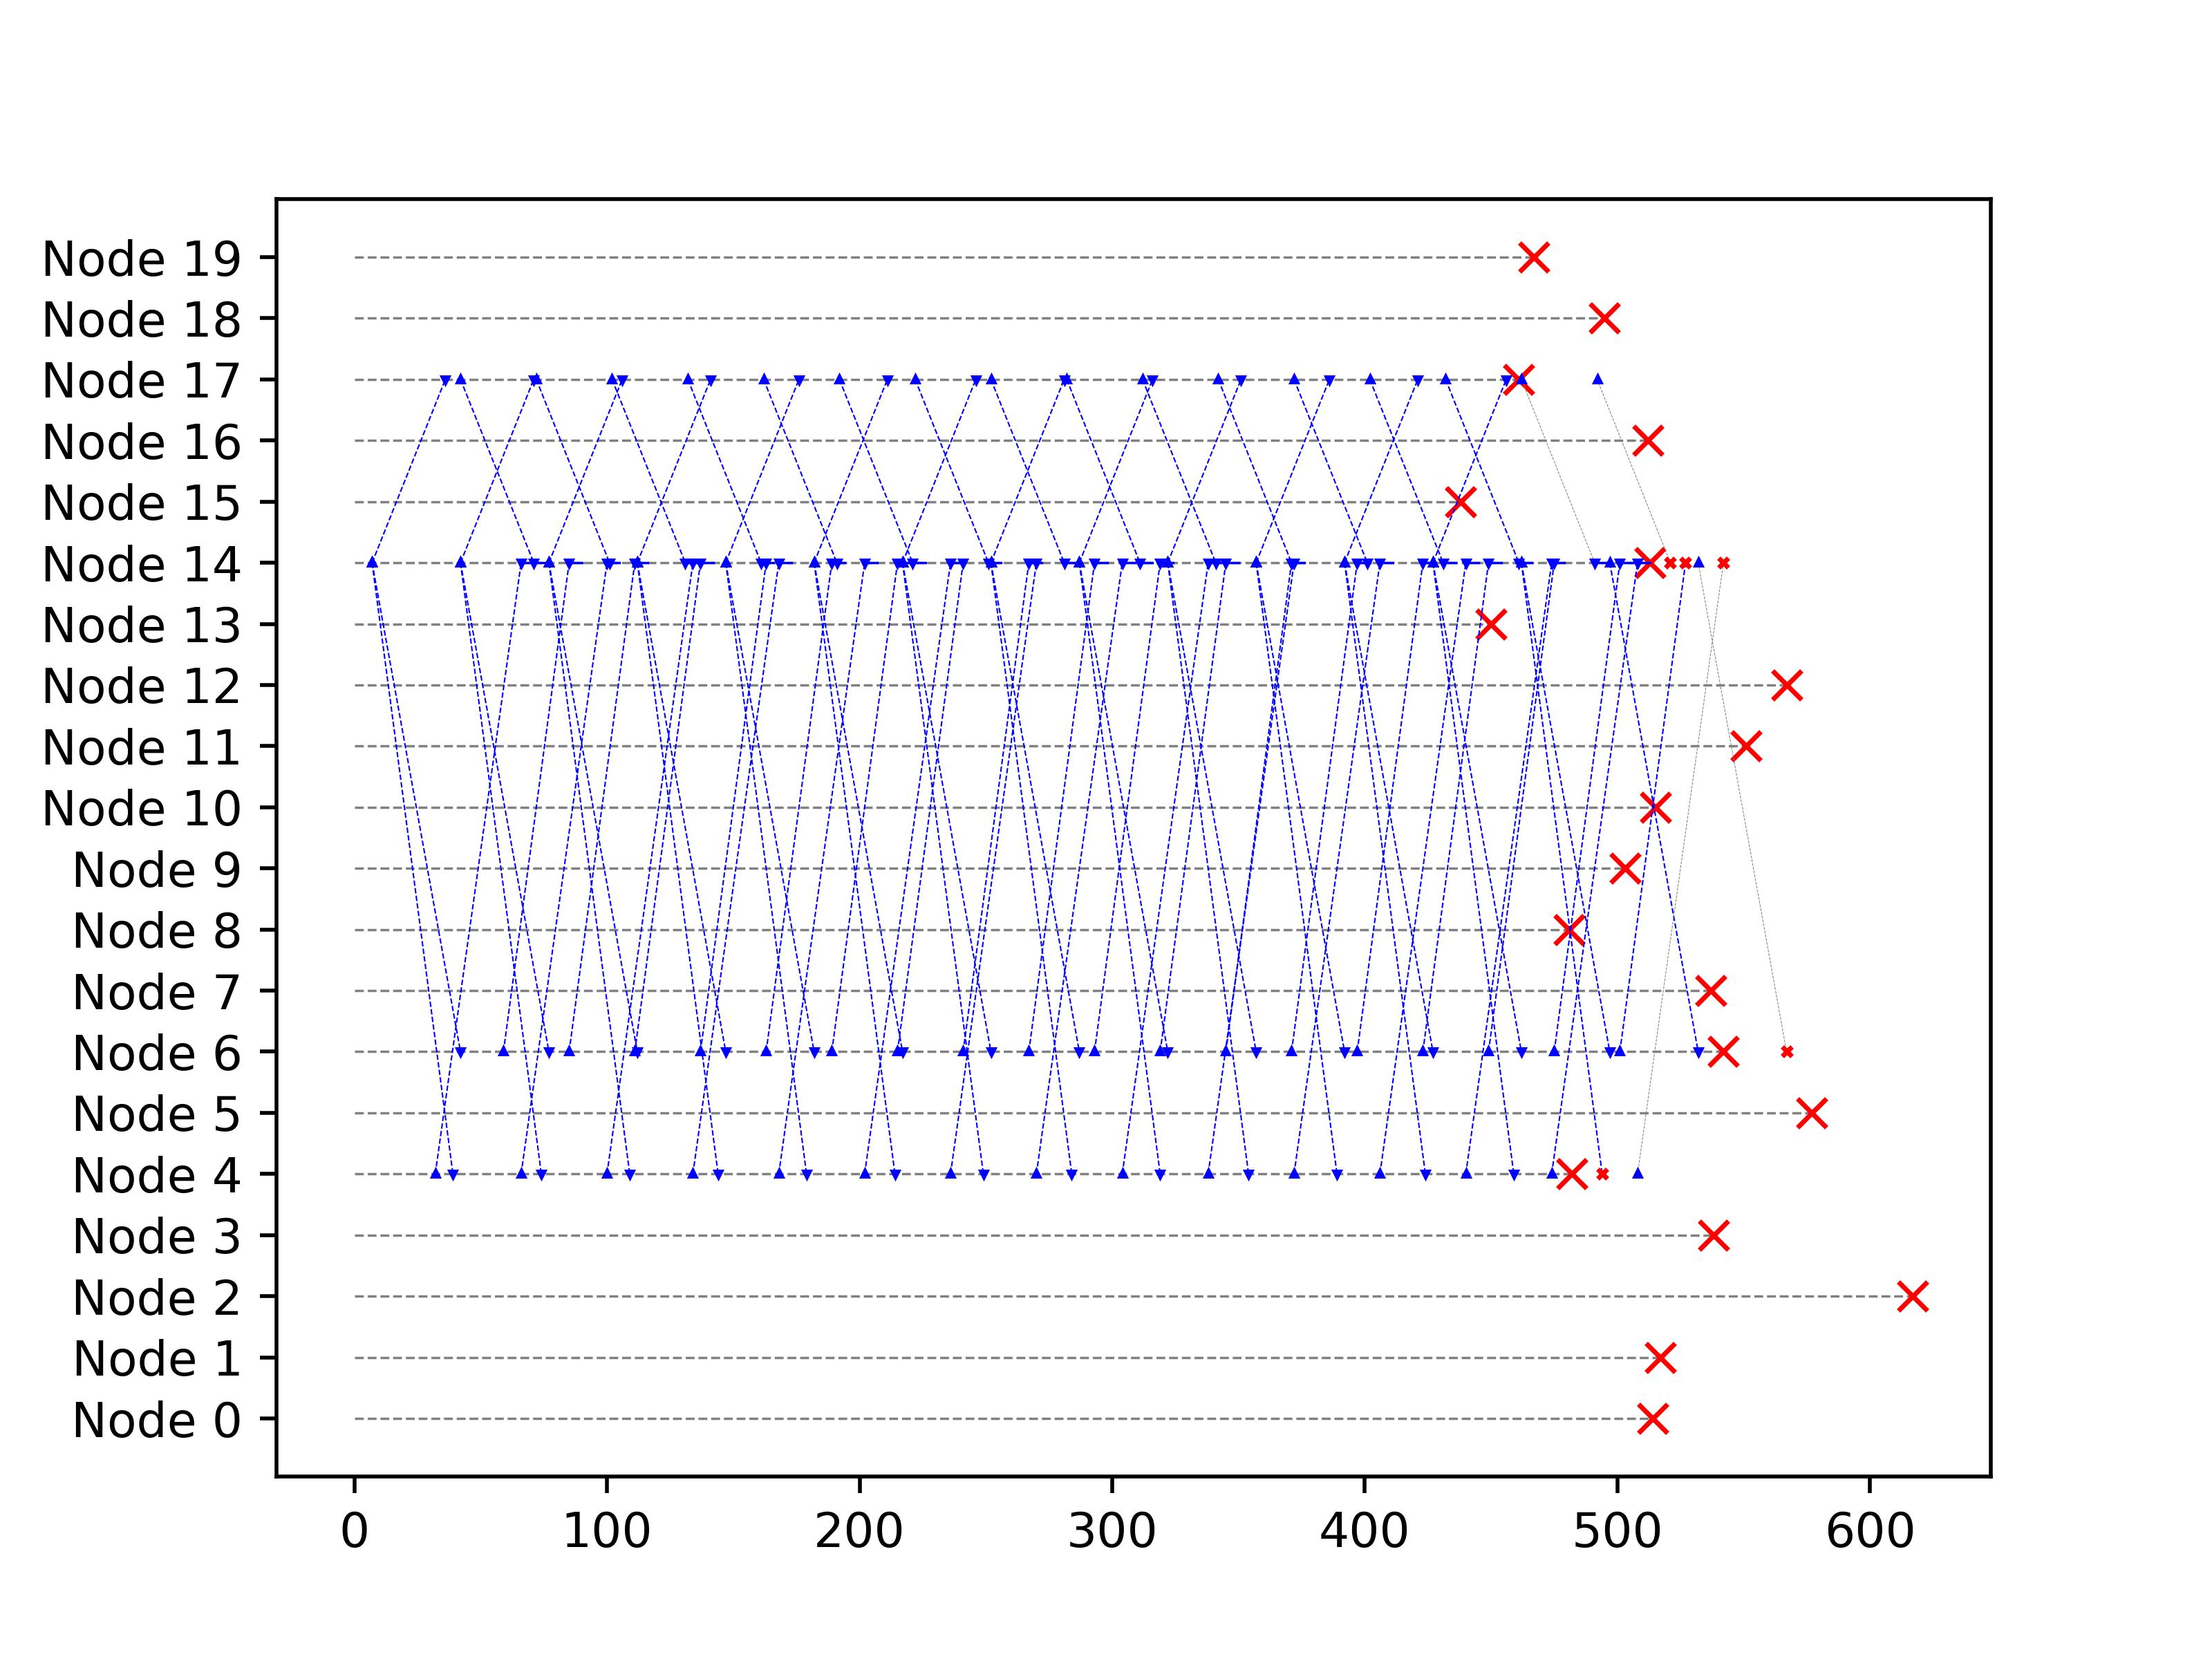 Node 19
Node 18
Node 17
Node 16
Node 15
Node 14
Node 13
Node 12
Node 11
Node 10
Node 9
Node 8
Node 7
Node 6
Node 5
Node 4
Node 3
Node 2
Node 1
Node 0
0 100 200 300 400 500 600